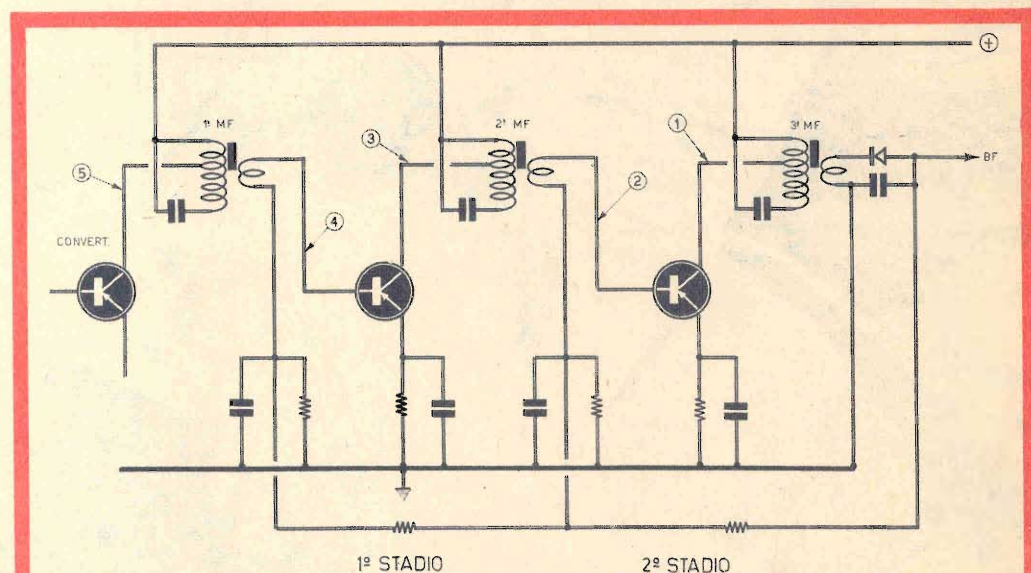 +
1ª MF
2ª MF
3ª MF
1
3
BF
5
2
4
CONVERT.
1º STADIO
2º STADIO